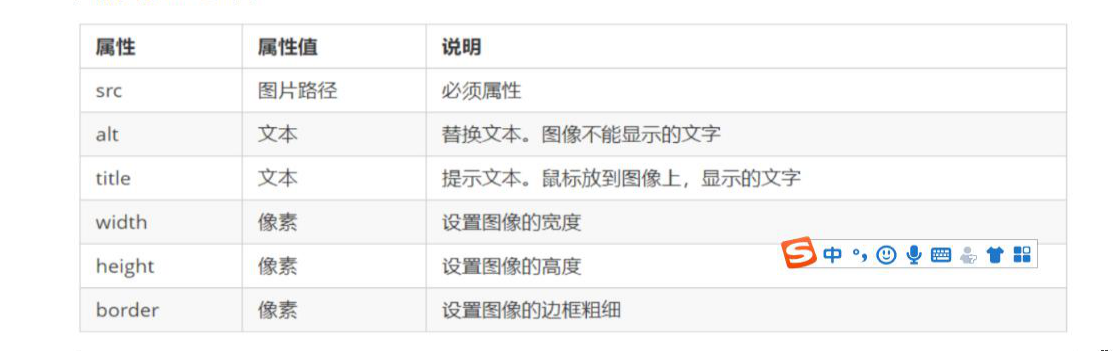 属性 属性值 说明
src 图片路径 必须属性
alt 文本 替换文本。图像不能显示的文字
title 文本 提示文本。鼠标放到图像上，显示的文字
width 像素 设置图像的宽度
height 像素 设置图像的高度
border 像素 设置图像的边框粗细
中